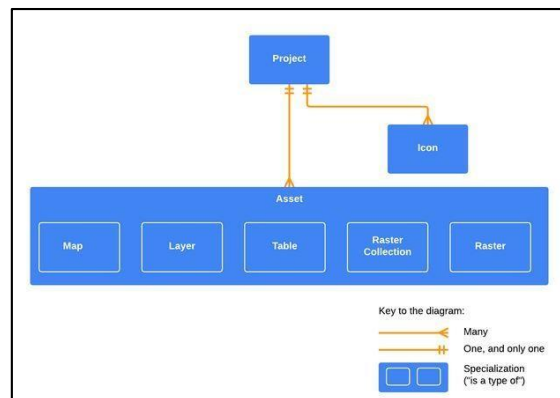 Project
Icon
Asset
Map
Layer
Table
Raster
Collection
Raster
Key to the diagram:
Many
One, and only one
Specialization
("is a type of")